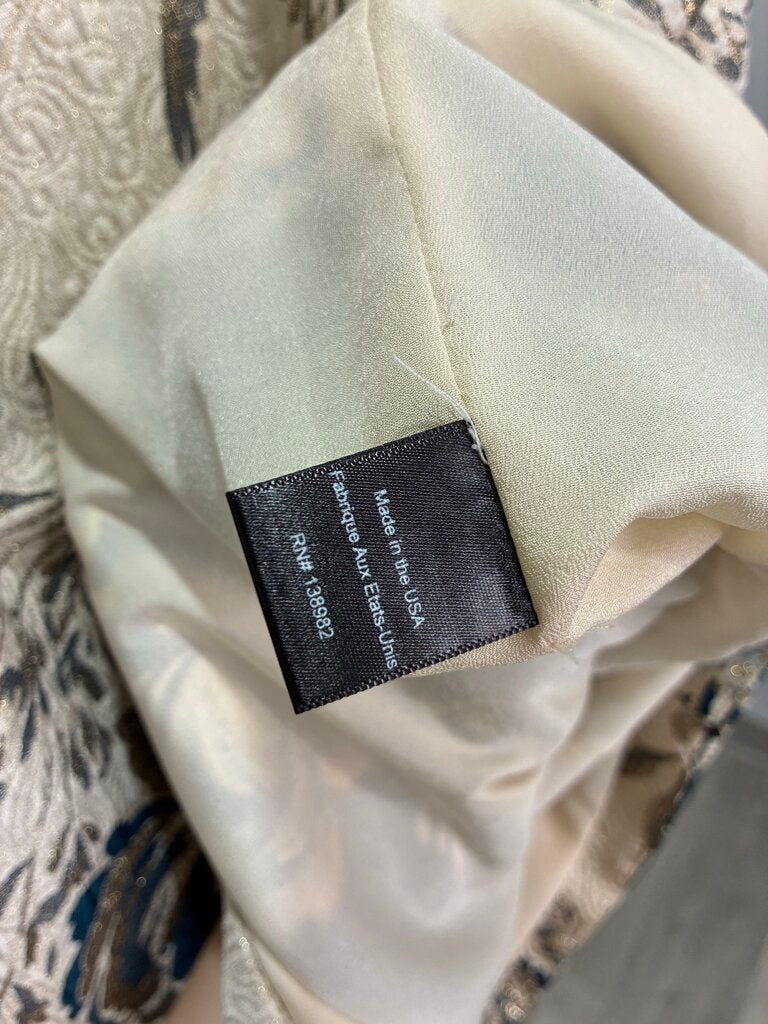 Made in the USA
Fabrique Aux Etats-Unis
RN# 138982